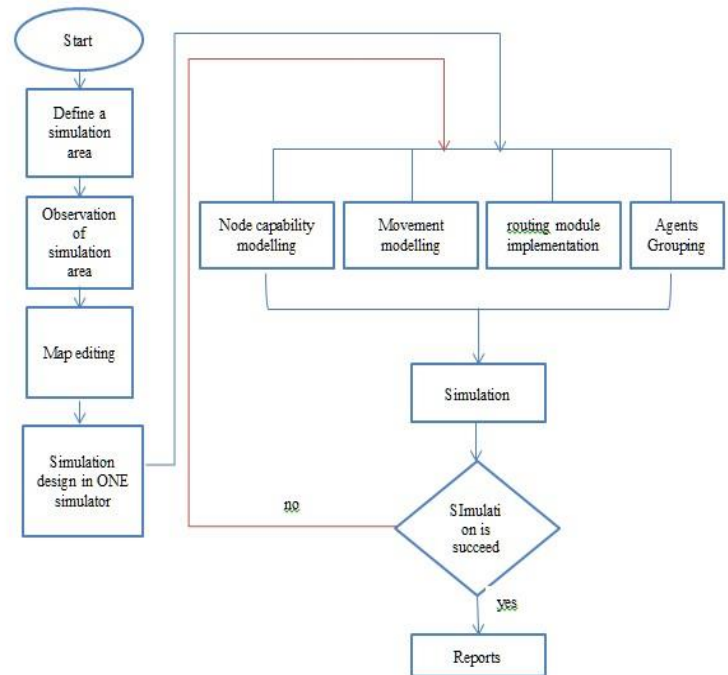 Start
Define a
simulation
area
Observation
of
simulation
area
Map editing
Simulation
design in ONE
simulator
Node capability
modelling
Movement
modelling
routing module
implementation
Agents
Grouping
Simulation
SImulati
on is
succeed
no
yes
Reports